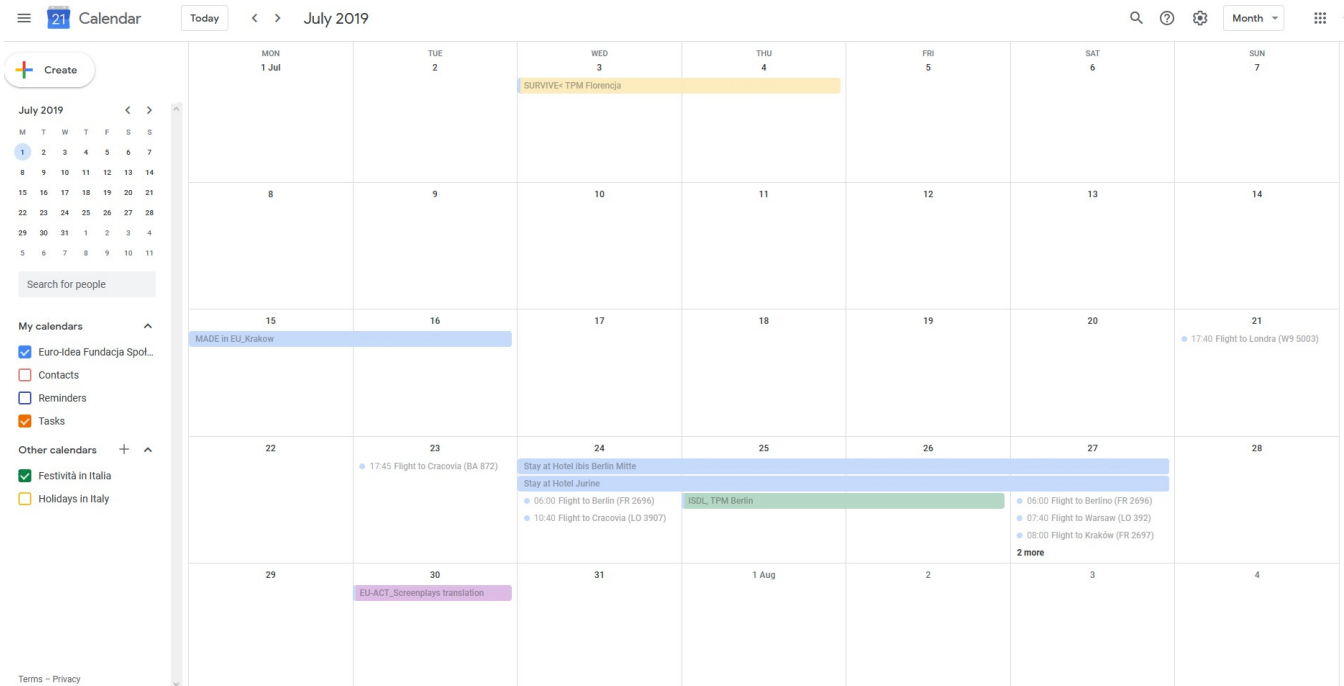 21 Calendar Today July 2019 Month
Create
July 2019
M T W T F S S
1 2 3 4 5 6 7
8 9 10 11 12 13 14
15 16 17 18 19 20 21
22 23 24 25 26 27 28
29 30 31 1 2 3 4
5 6 7 8 9 10 11
Search for people
My calendars
Euro-Idea Fundacja Społ...
Contacts
Reminders
Tasks
Other calendars
Festività in Italia
Holidays in Italy
Terms – Privacy
MON TUE WED THU FRI SAT SUN
1 Jul 2 3 4 5 6 7
SURVIVE< TPM Florencja
8 9 10 11 12 13 14
15 16 17 18 19 20 21
MADE in EU_Krakow
17:40 Flight to Londra (W9 5003)
22 23 24 25 26 27 28
17:45 Flight to Cracovia (BA 872)
Stay at Hotel ibis Berlin Mitte
Stay at Hotel Jurine
06:00 Flight to Berlin (FR 2696)
ISDL, TPM Berlin
06:00 Flight to Berlino (FR 2696)
10:40 Flight to Cracovia (LO 3907)
07:40 Flight to Warsaw (LO 392)
08:00 Flight to Kraków (FR 2697)
2 more
29 30 31 1 Aug 2 3 4
EU-ACT_Screenplays translation